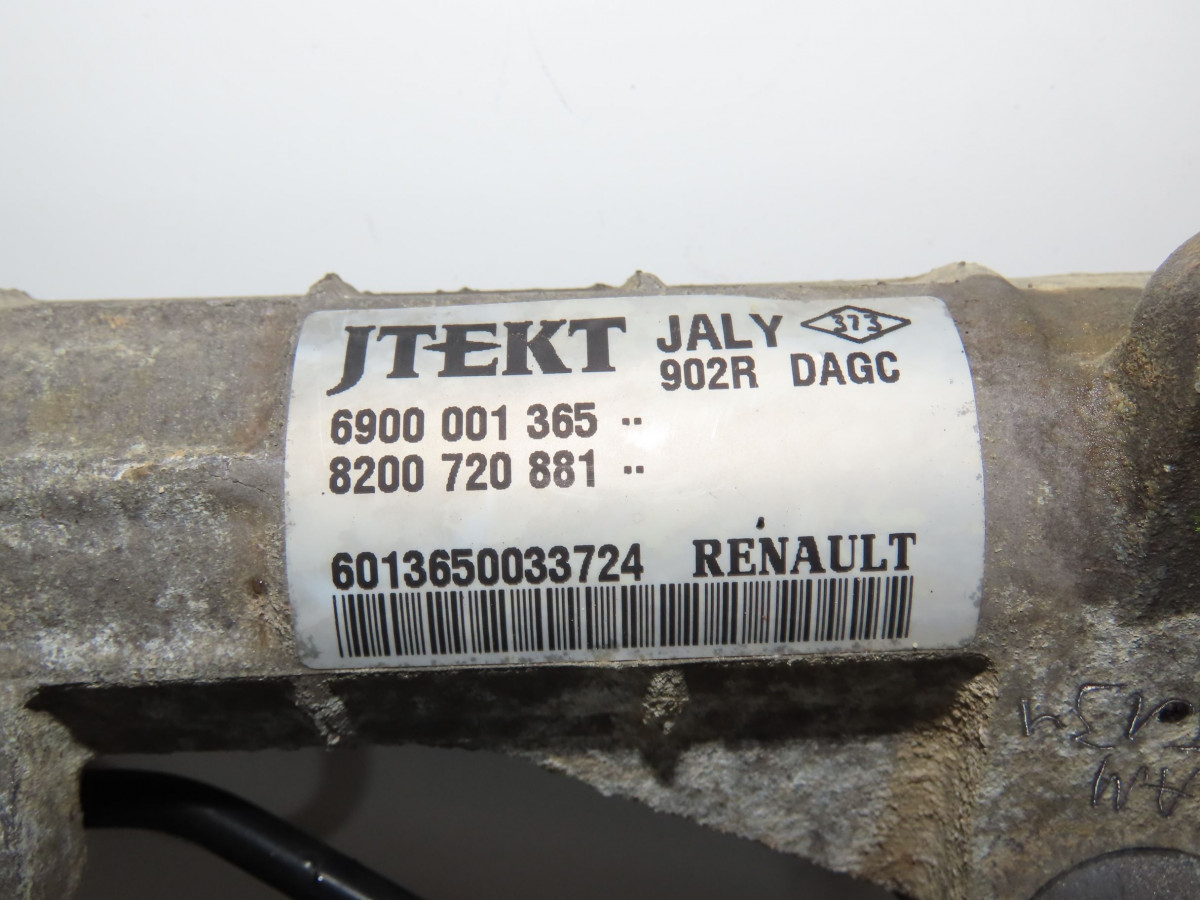 JTEKT JALY 373
902R DAGC
6900 001 365 ..
8200 720 881 ..
6013650033724 RENAULT